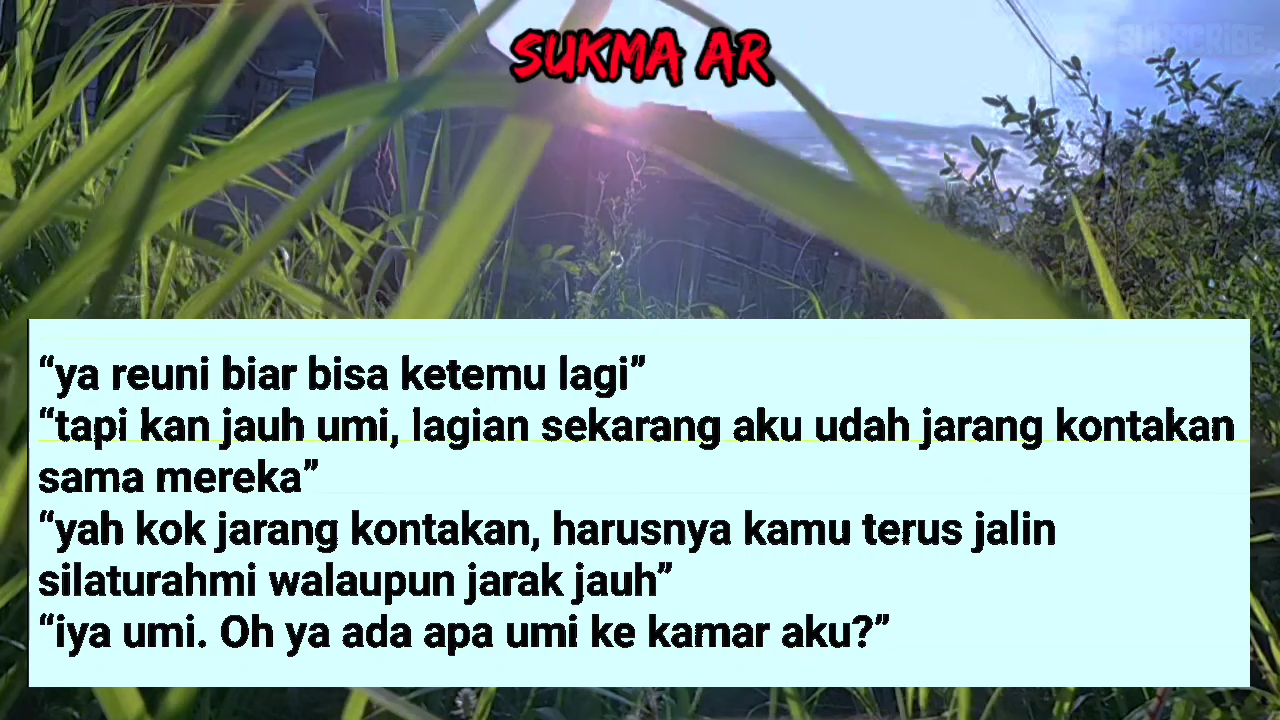 SUKMA AR
SUBSCRIBE
“ya reuni biar bisa ketemu lagi”
“tapi kan jauh umi, lagian sekarang aku udah jarang kontakan
sama mereka”
“yah kok jarang kontakan, harusnya kamu terus jalin
silaturahmi walaupun jarak jauh”
“iya umi. Oh ya ada apa umi ke kamar aku?”